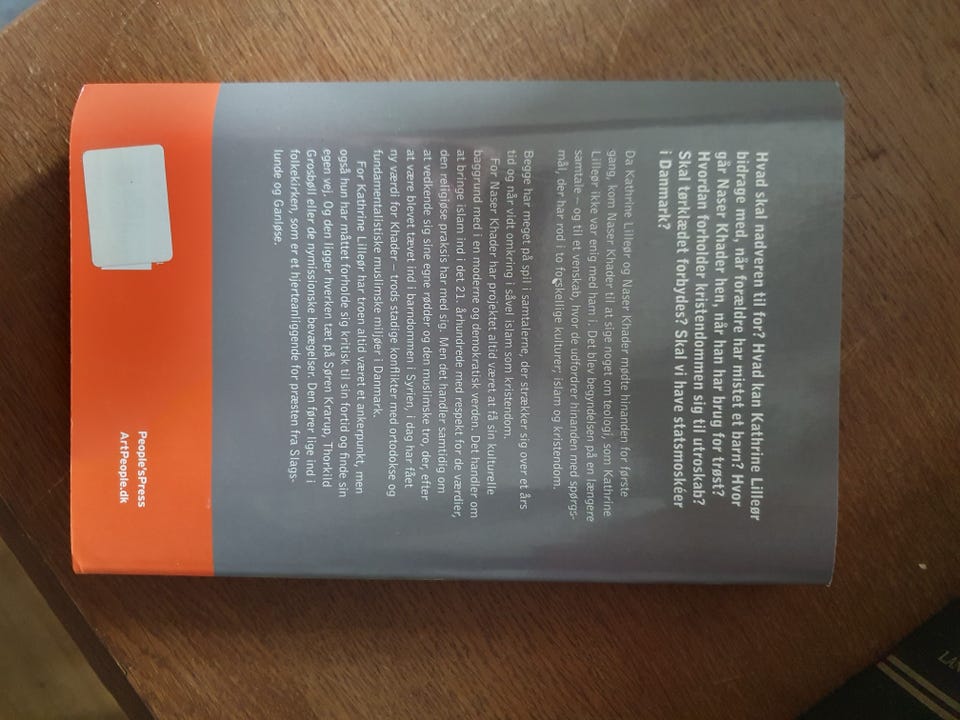 Hvad skal nadveren til for? Hvad kan Kathrine Lilleør
bidrage med, når forældre har mistet et barn? Hvor
går Naser Khader hen, når han har brug for trøst?
Hvordan forholder kristendommen sig til utroskab?
Skal tørklædet forbydes? Skal vi have statsmoskéer
i Danmark?
Da Kathrine Lilleør og Naser Khader mødte hinanden for første
gang, kom Naser Khader til at sige noget om teologi, som Kathrine
Lilleør ikke var enig med ham i. Det blev begyndelsen på en længere
samtale – og til et venskab, hvor de udfordrer hinanden med spørgs-
mål, der har rod i to forskellige kulturer; islam og kristendom.
Begge har meget på spil i samtalerne, der strækker sig over et års
tid og når vidt omkring i såvel islam som kristendom.
For Naser Khader har projektet altid været at få sin kulturelle
baggrund med i en moderne og demokratisk verden. Det handler om
at bringe islam ind i det 21. århundrede med respekt for de værdier,
den religiøse praksis har med sig. Men det handler samtidig om
at vedkende sig sine egne rødder og den muslimske tro, der, efter
at være blevet tævet ind i barndommen i Syrien, i dag har fået
ny værdi for Khader – trods stadige konflikter med ortodokse og
fundamentalistiske muslimske miljøer i Danmark.
For Kathrine Lilleør har troen altid været et ankerpunkt, men
også hun har måttet forholde sig kritisk til sin fortid og finde sin
egen vej. Og den ligger hverken tæt på Søren Krarup, Thorkild
Grosbøll eller de nymissionske bevægelser. Den fører lige ind i
folkekirken, som er et hjerteanliggende for præsten fra Slags-
lunde og Ganløse.
People'sPress
ArtPeople.dk